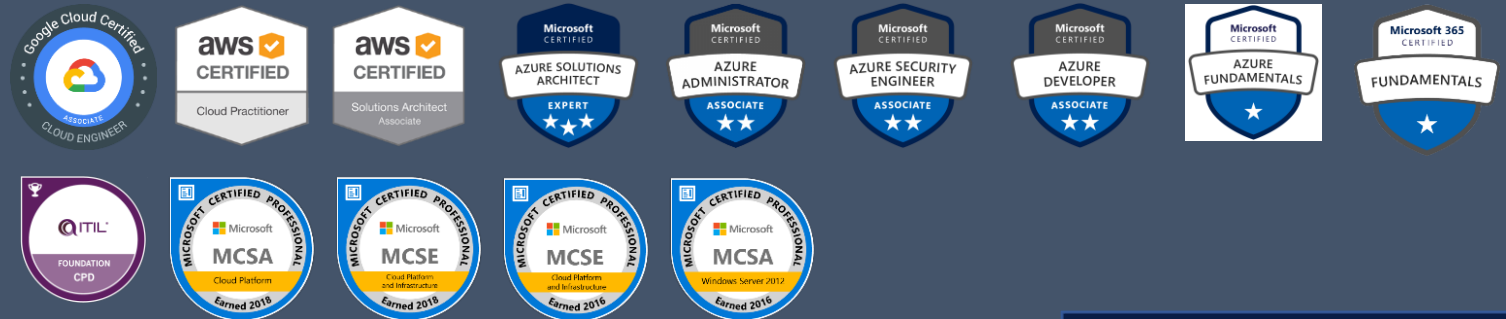 Google Cloud Certified
ASSOCIATE
CLOUD ENGINEER
aws
CERTIFIED
Cloud Practitioner
aws
CERTIFIED
Solutions Architect
Associate
Microsoft
CERTIFIED
AZURE SOLUTIONS
ARCHITECT
EXPERT
Microsoft
CERTIFIED
AZURE
ADMINISTRATOR
ASSOCIATE
Microsoft
CERTIFIED
AZURE SECURITY
ENGINEER
ASSOCIATE
Microsoft
CERTIFIED
AZURE
DEVELOPER
ASSOCIATE
Microsoft
CERTIFIED
AZURE
FUNDAMENTALS
Microsoft 365
CERTIFIED
FUNDAMENTALS
ITIL
FOUNDATION
CPD
MICROSOFT CERTIFIED PROFESSIONAL
Microsoft
MCSA
Cloud Platform
Earned 2018
MICROSOFT CERTIFIED PROFESSIONAL
Microsoft
MCSE
Cloud Platform
and Infrastructure
Earned 2018
MICROSOFT CERTIFIED PROFESSIONAL
Microsoft
MCSE
Cloud Platform
and Infrastructure
Earned 2016
MICROSOFT CERTIFIED PROFESSIONAL
Microsoft
MCSA
Windows Server 2012
Earned 2016